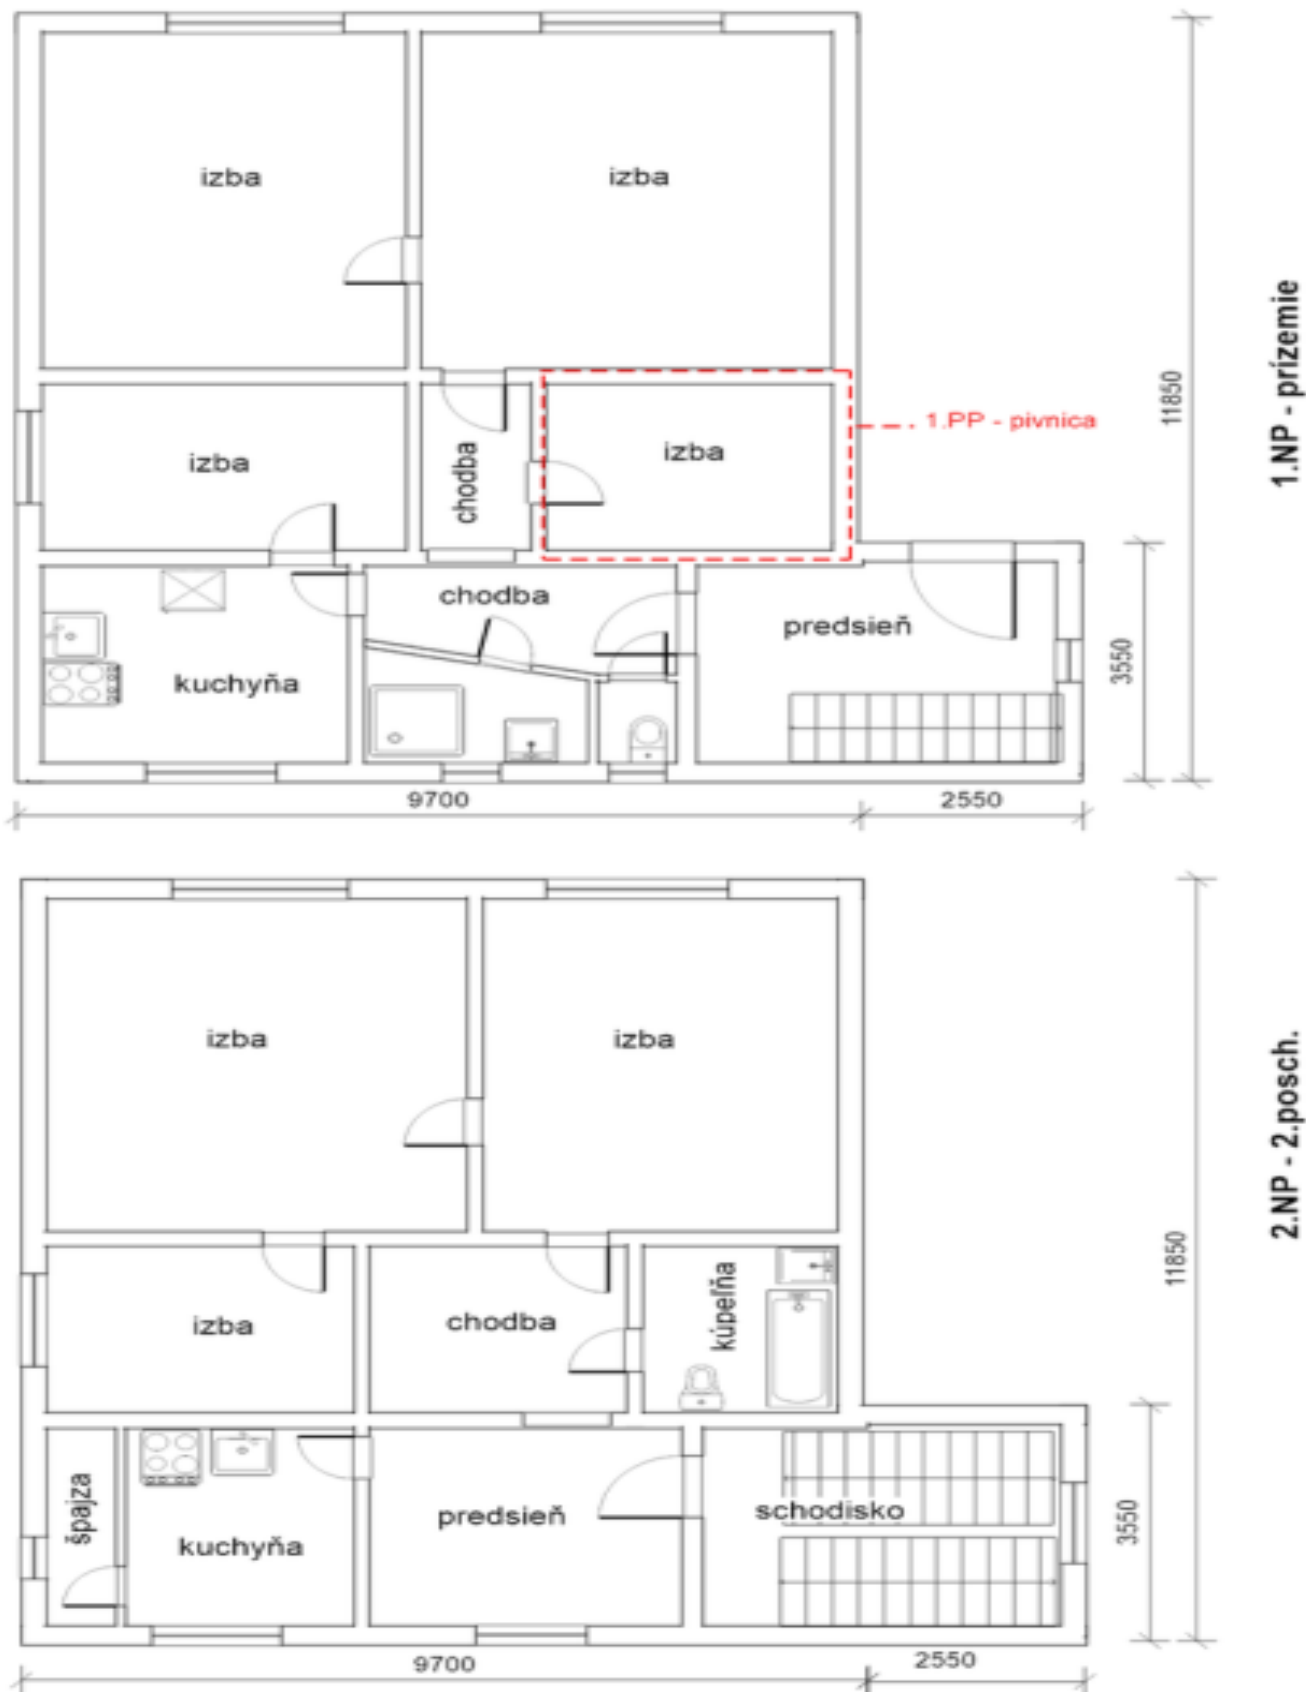 izba
izba
izba
chodba
izba
1.PP - pivnica
11850
1.NP - prízemie
chodba
predsieň
kuchyňa
3550
9700
2550
izba
izba
2.NP - 2.posch.
11850
izba
chodba
kúpeľňa
špajza
kuchyňa
predsieň
schodisko
3550
9700
2550